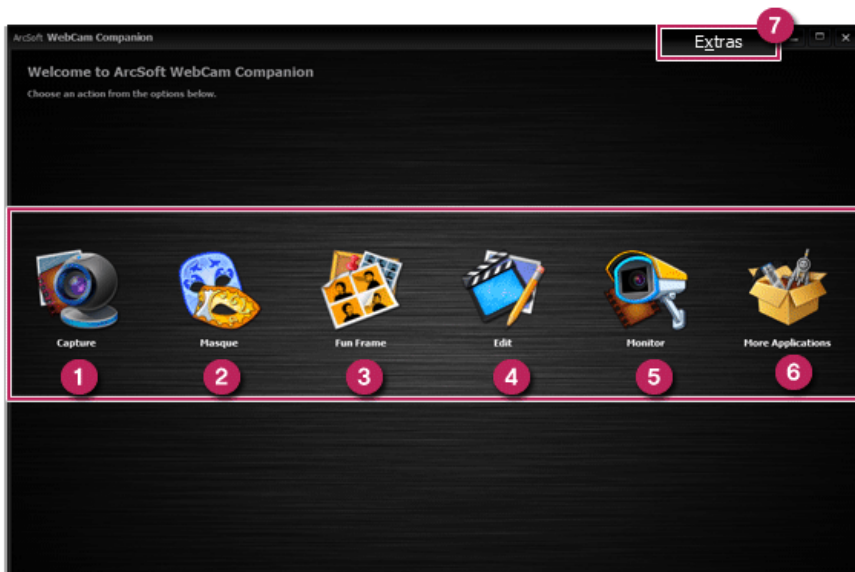 ArcSoft WebCam Companion
Extras
7
Welcome to ArcSoft WebCam Companion
Choose an action from the options below.
Capture Masque Fun Frame Edit Monitor More Applications
1 2 3 4 5 6